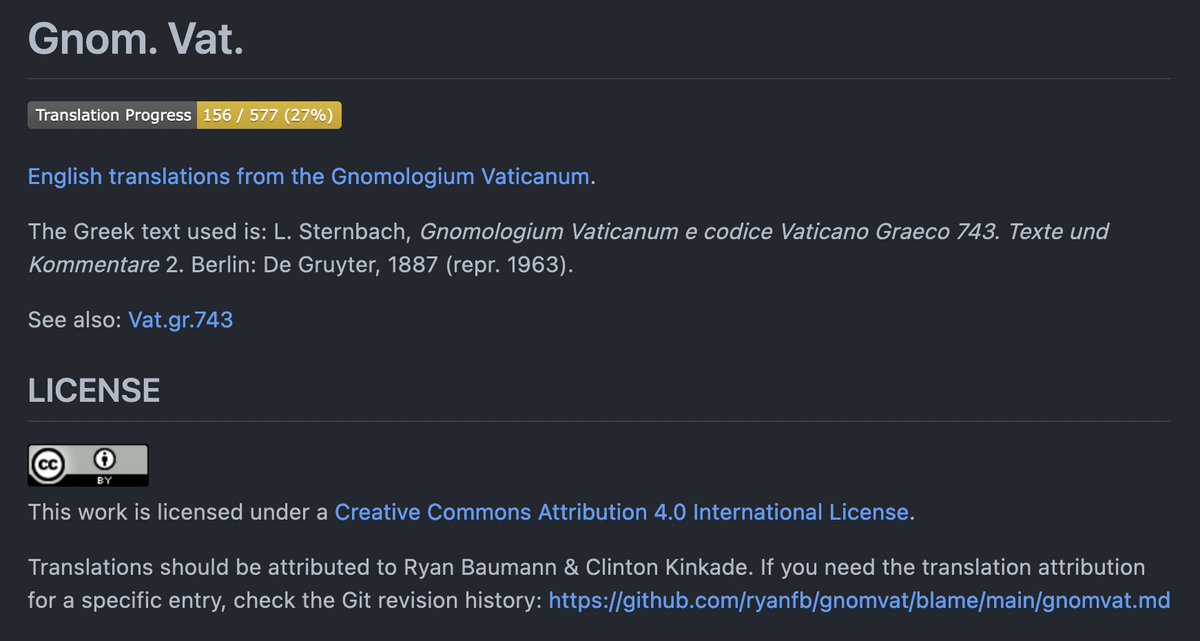 Gnom. Vat.
Translation Progress 156 / 577 (27%)
English translations from the Gnomologium Vaticanum.
The Greek text used is: L. Sternbach, Gnomologium Vaticanum e codice Vaticano Graeco 743. Texte und
Kommentare 2. Berlin: De Gruyter, 1887 (repr. 1963).
See also: Vat.gr.743
LICENSE
cc BY
This work is licensed under a Creative Commons Attribution 4.0 International License.
Translations should be attributed to Ryan Baumann & Clinton Kinkade. If you need the translation attribution
for a specific entry, check the Git revision history: https://github.com/ryanfb/gnomvat/blame/main/gnomvat.md